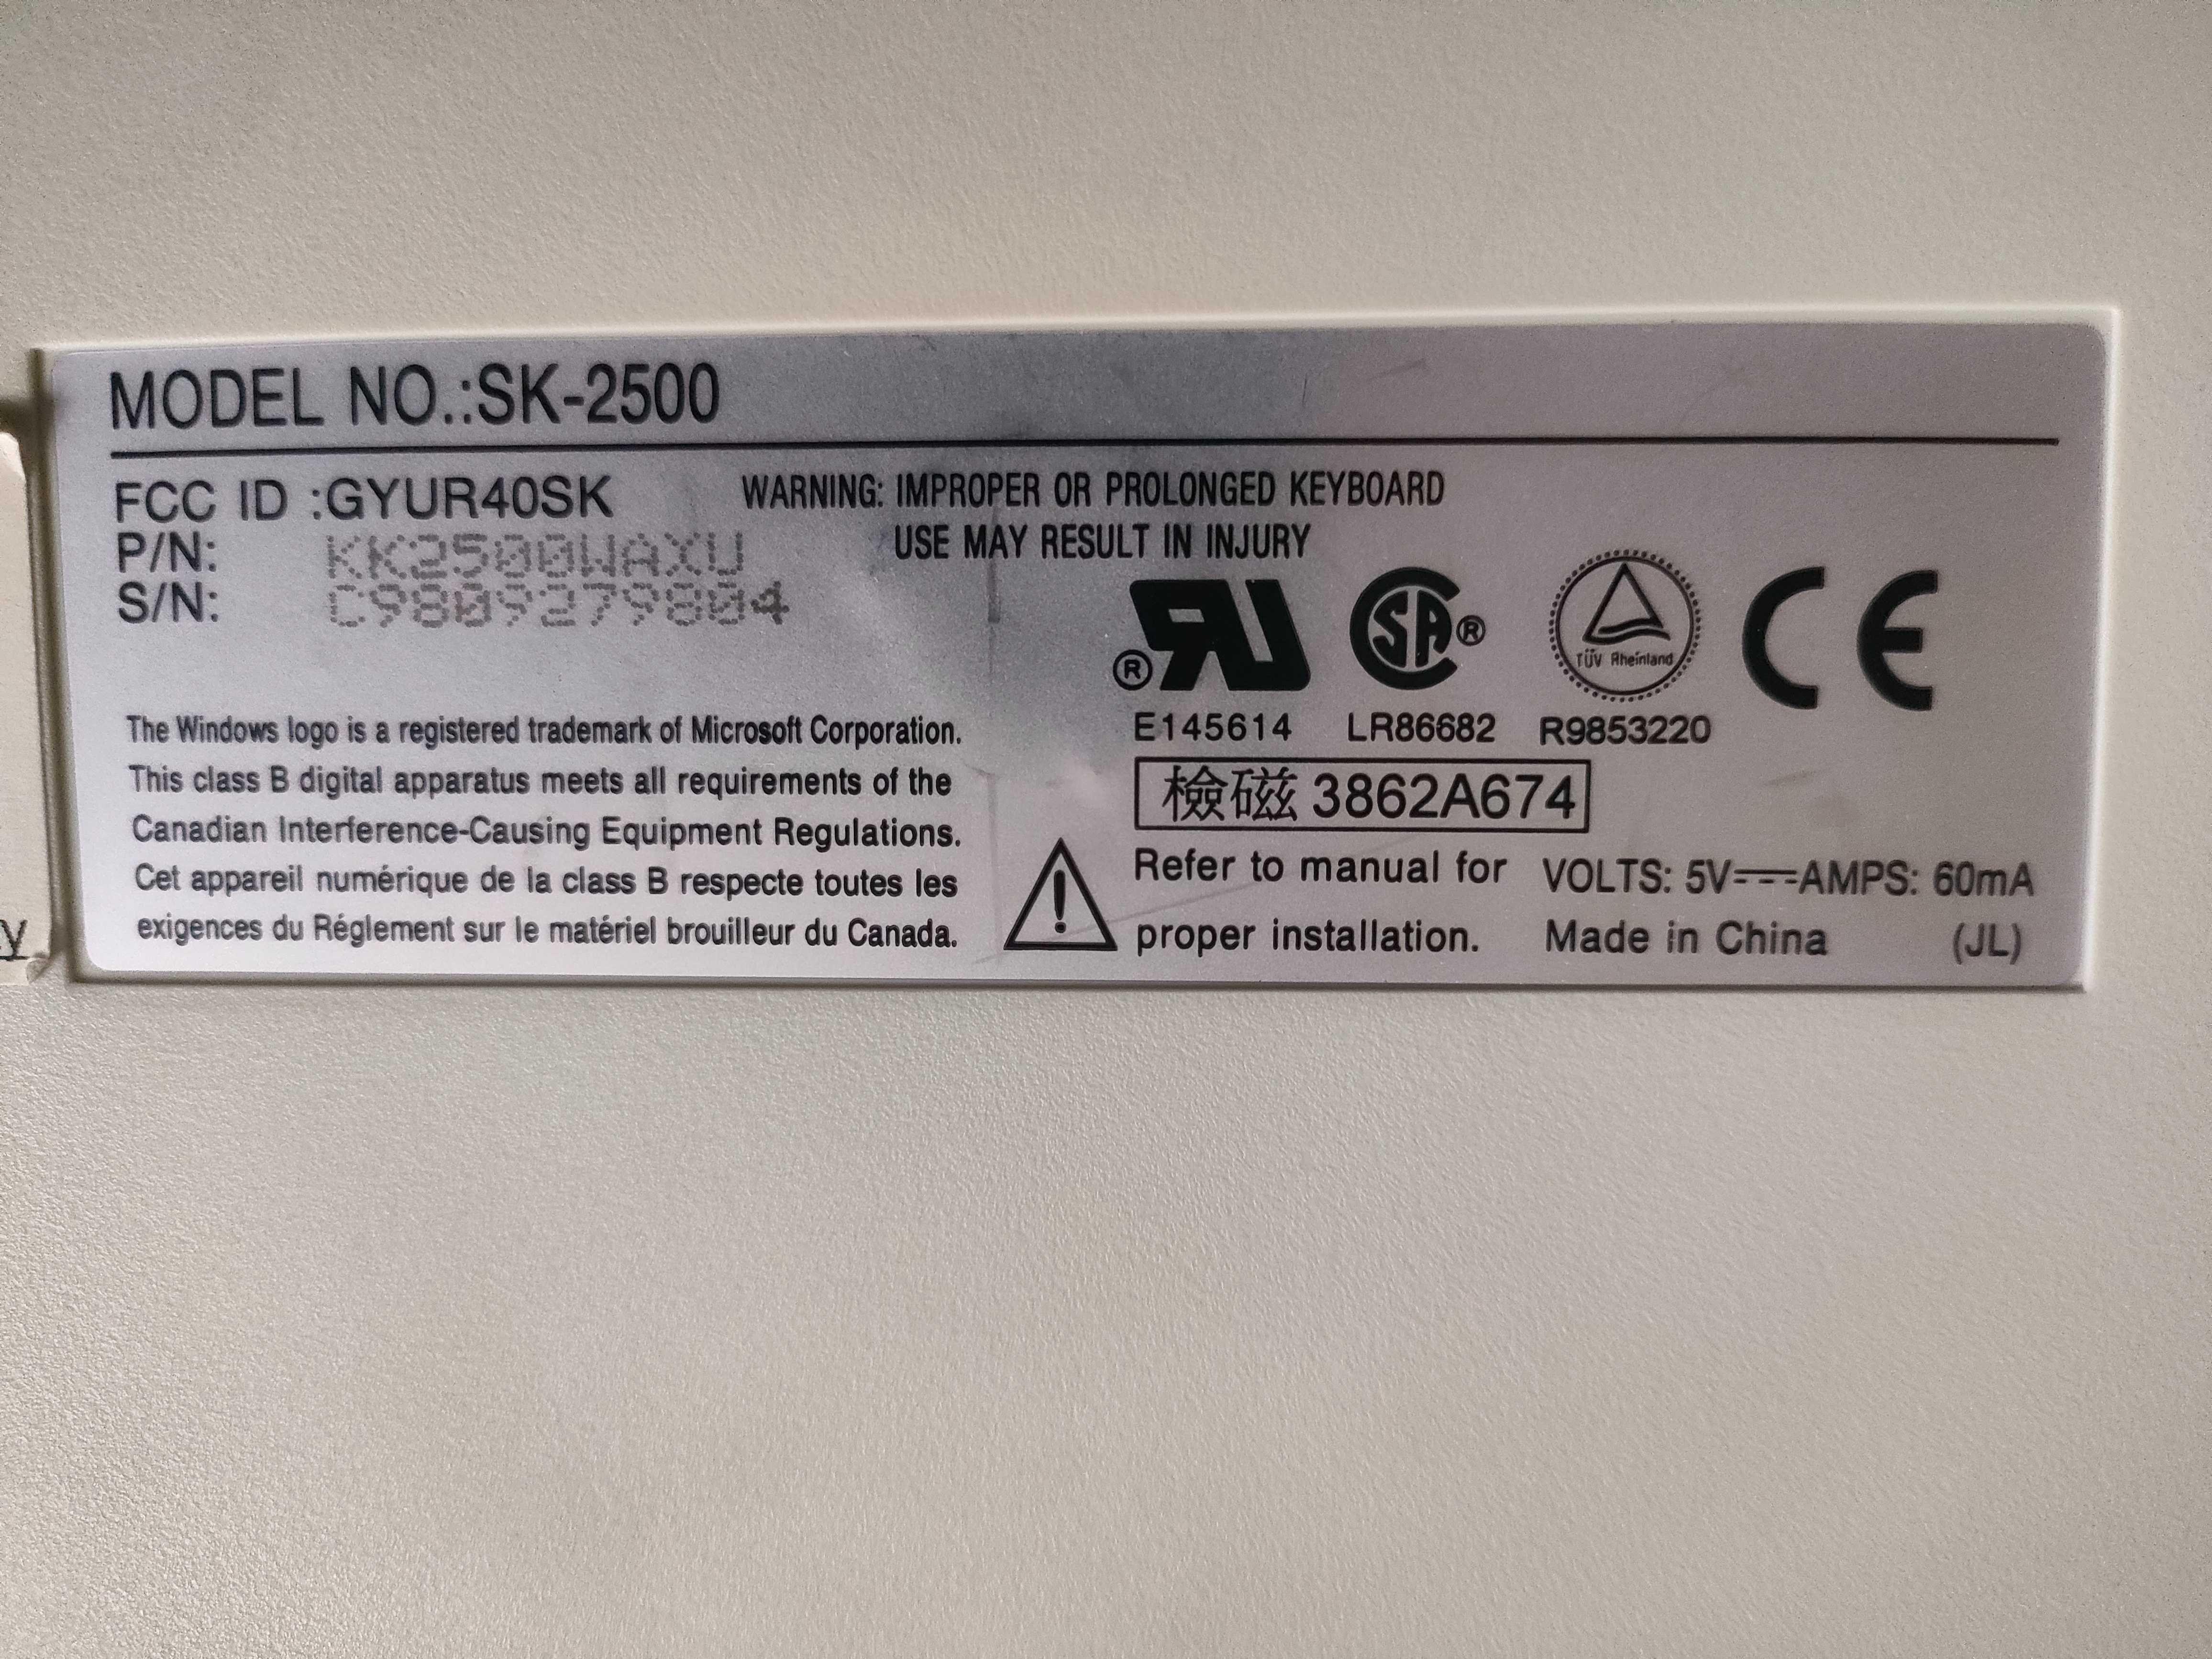 MODEL NO.:SK-2500
FCC ID :GYUR40SK
P/N: KK2500WAXU
S/N: C9809279804
WARNING: IMPROPER OR PROLONGED KEYBOARD
USE MAY RESULT IN INJURY
® RU
SA ®
TÜV Rheinland
CE
E145614 LR86682 R9853220
檢磁 3862A674
The Windows logo is a registered trademark of Microsoft Corporation.
This class B digital apparatus meets all requirements of the
Canadian Interference-Causing Equipment Regulations.
Cet appareil numérique de la class B respecte toutes les
exigences du Réglement sur le matériel brouilleur du Canada.
!
Refer to manual for
proper installation.
VOLTS: 5V⎓AMPS: 60mA
Made in China (JL)
y